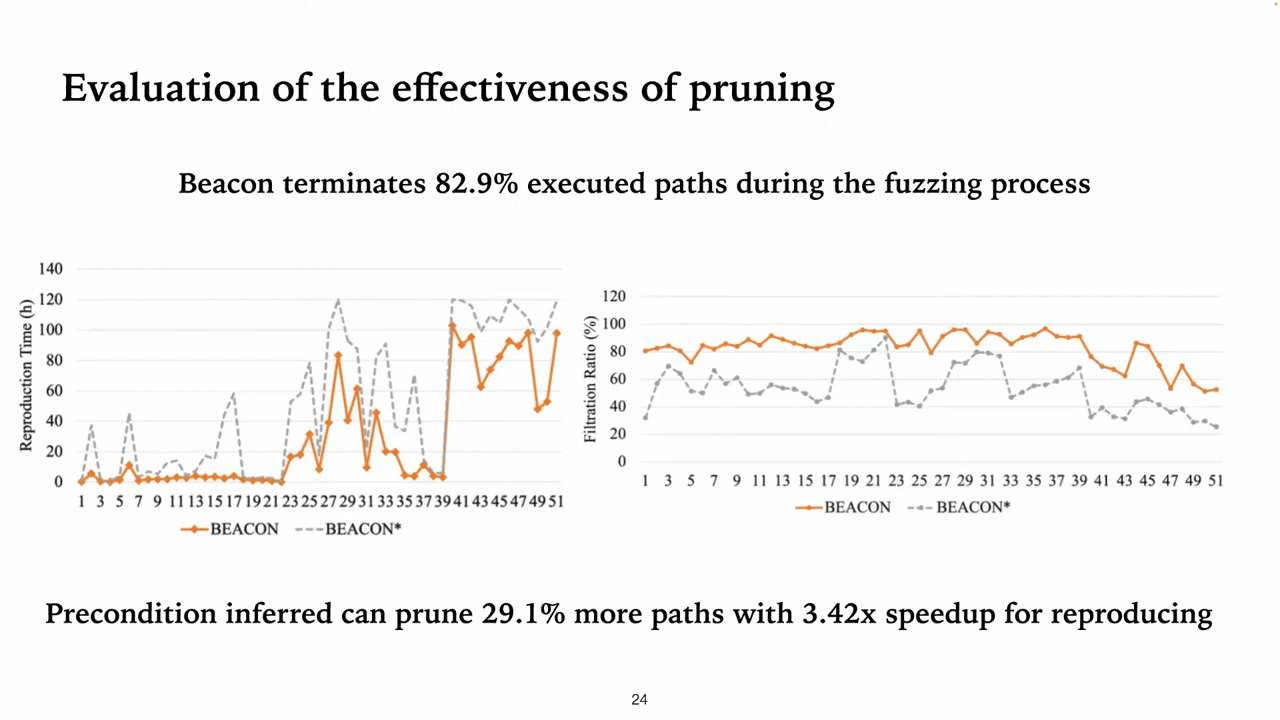 Evaluation of the effectiveness of pruning
Beacon terminates 82.9% executed paths during the fuzzing process
Reproduction Time (h)
140
120
100
80
60
40
20
0
1 3 5 7 9 11 13 15 17 19 21 23 25 27 29 31 33 35 37 39 41 43 45 47 49 51
BEACON BEACON*
Filtration Ratio (%)
120
100
80
60
40
20
0
1 3 5 7 9 11 13 15 17 19 21 23 25 27 29 31 33 35 37 39 41 43 45 47 49 51
BEACON BEACON*
Precondition inferred can prune 29.1% more paths with 3.42x speedup for reproducing
24